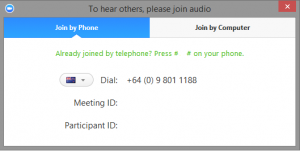 To hear others, please join audio
Join by Phone
Join by Computer
Already joined by telephone? Press # # on your phone.
Dial: +64 (0) 9 801 1188
Meeting ID:
Participant ID: